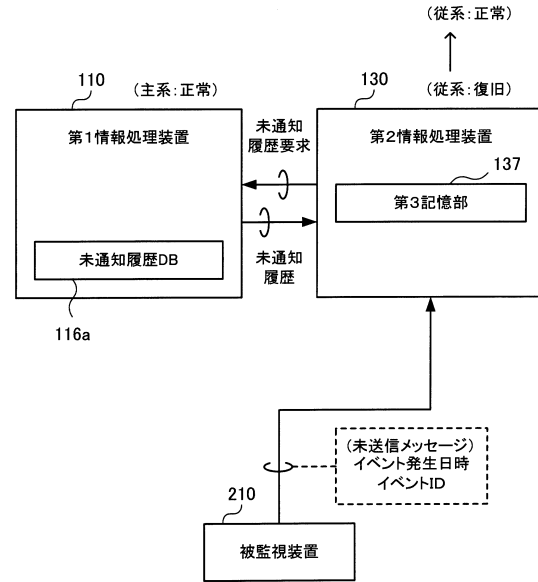 (従系：正常)
110
(主系：正常)
130
(従系：復旧)
第1情報処理装置
未通知
履歴要求
第2情報処理装置
137
第3記憶部
未通知履歴DB
未通知
履歴
116a
(未送信メッセージ)
イベント発生日時
イベントID
210
被監視装置